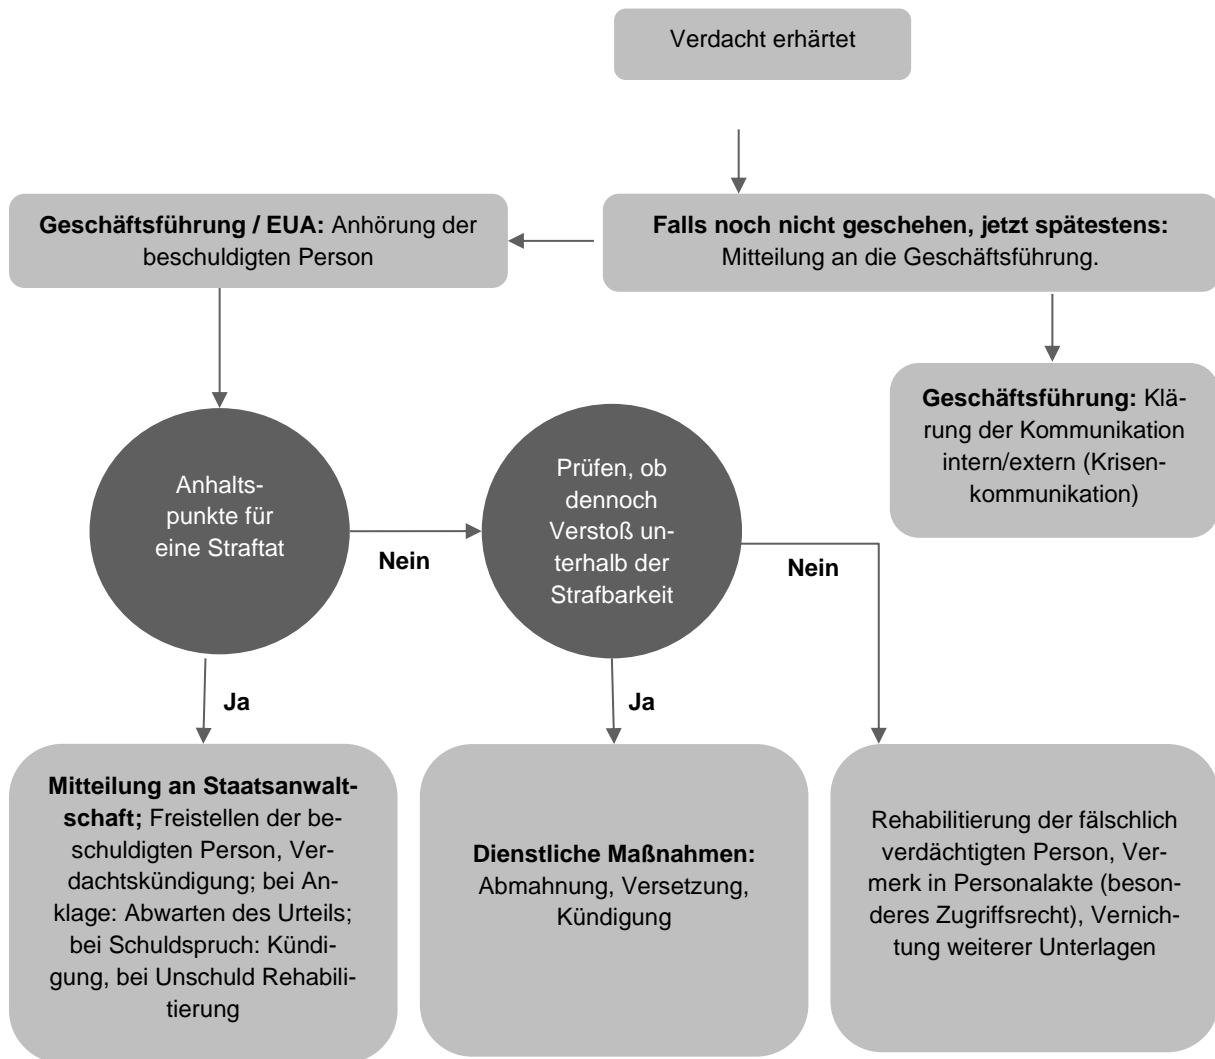 Verdacht erhärtet
Geschäftsführung / EUA: Anhörung der
beschuldigten Person
Falls noch nicht geschehen, jetzt spätestens:
Mitteilung an die Geschäftsführung.
Geschäftsführung: Klä-
rung der Kommunikation
intern/extern (Krisen-
kommunikation)
Anhalts-
punkte für
eine Straftat
Nein
Prüfen, ob
dennoch
Verstoß un-
terhalb der
Strafbarkeit
Nein
Ja
Ja
Mitteilung an Staatsanwalt-
schaft; Freistellen der be-
schuldigten Person, Ver-
dachtskündigung; bei An-
klage: Abwarten des Urteils;
bei Schuldspruch: Kündi-
gung, bei Unschuld Rehabili-
tierung
Dienstliche Maßnahmen:
Abmahnung, Versetzung,
Kündigung
Rehabilitierung der fälschlich
verdächtigten Person, Ver-
merk in Personalakte (beson-
deres Zugriffsrecht), Vernich-
tung weiterer Unterlagen